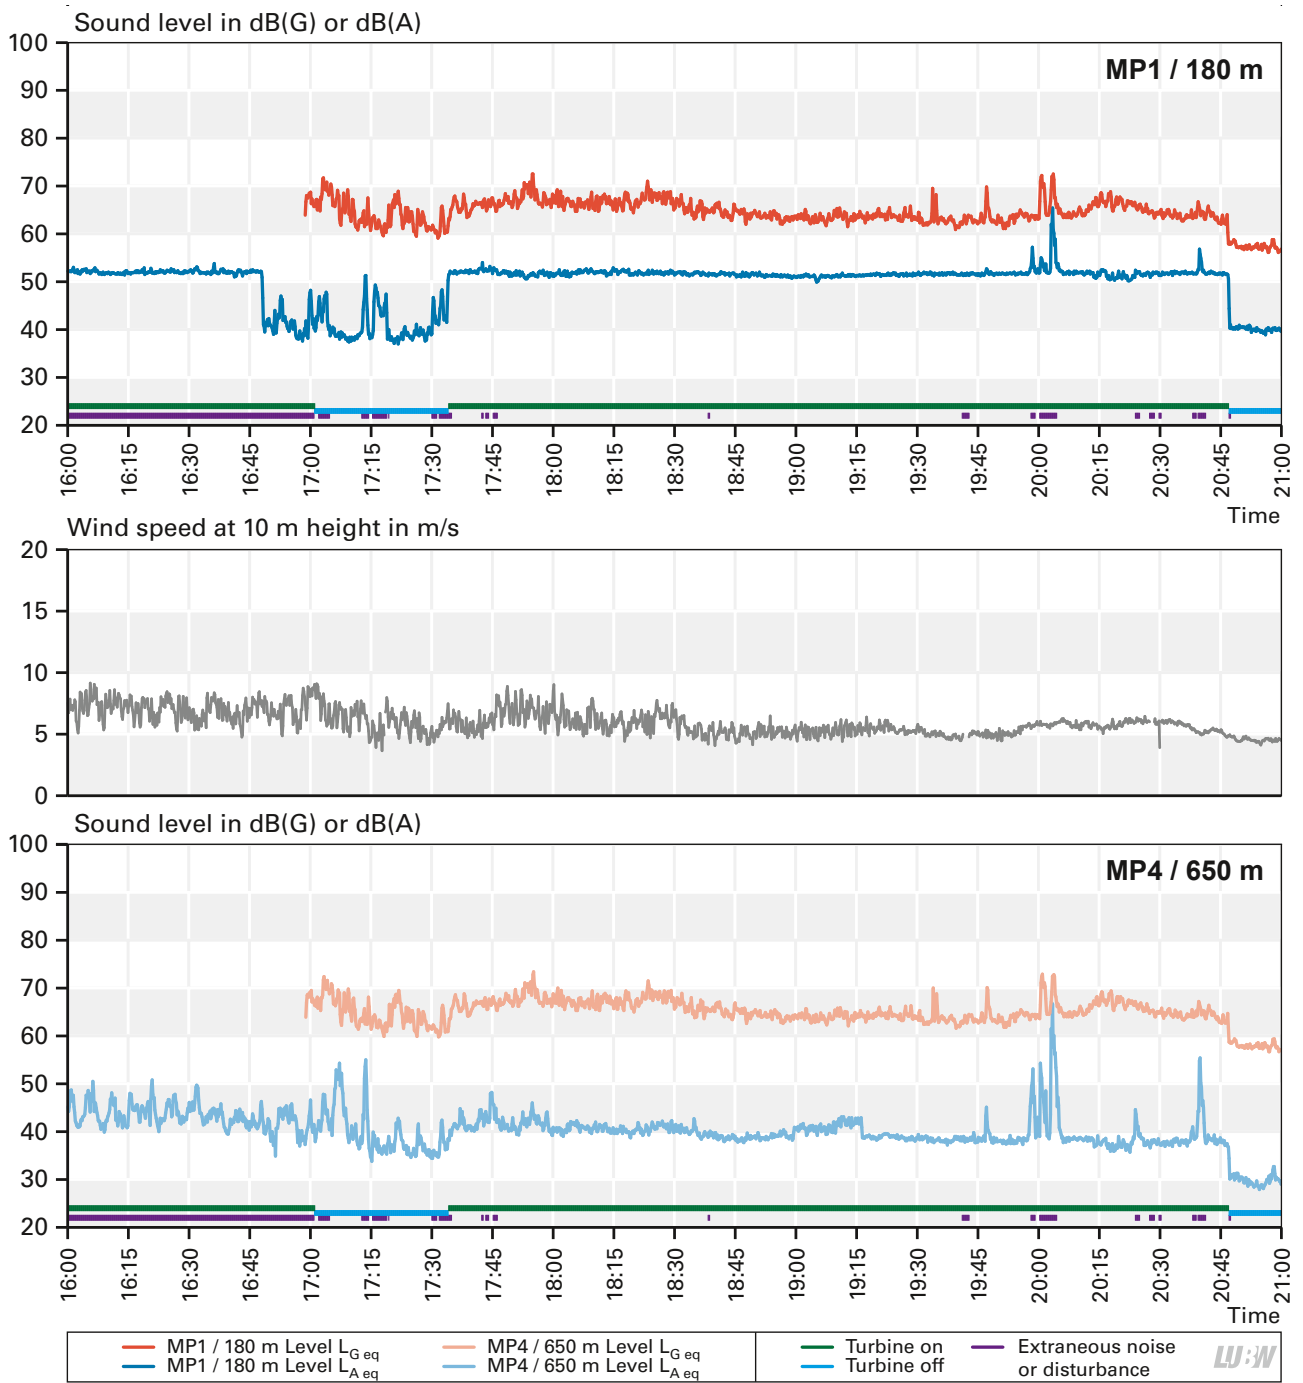 Sound level in dB(G) or dB(A)
MP1 / 180 m
100
90
80
70
60
50
40
30
20
16:00 16:15 16:30 16:45 17:00 17:15 17:30 17:45 18:00 18:15 18:30 18:45 19:00 19:15 19:30 19:45 20:00 20:15 20:30 20:45 21:00
Time
Wind speed at 10 m height in m/s
20
15
10
5
0
Sound level in dB(G) or dB(A)
MP4 / 650 m
100
90
80
70
60
50
40
30
20
16:00 16:15 16:30 16:45 17:00 17:15 17:30 17:45 18:00 18:15 18:30 18:45 19:00 19:15 19:30 19:45 20:00 20:15 20:30 20:45 21:00
Time
MP1 / 180 m Level LG eq MP4 / 650 m Level LG eq Turbine on Extraneous noise
MP1 / 180 m Level LA eq MP4 / 650 m Level LA eq Turbine off or disturbance
LUBW